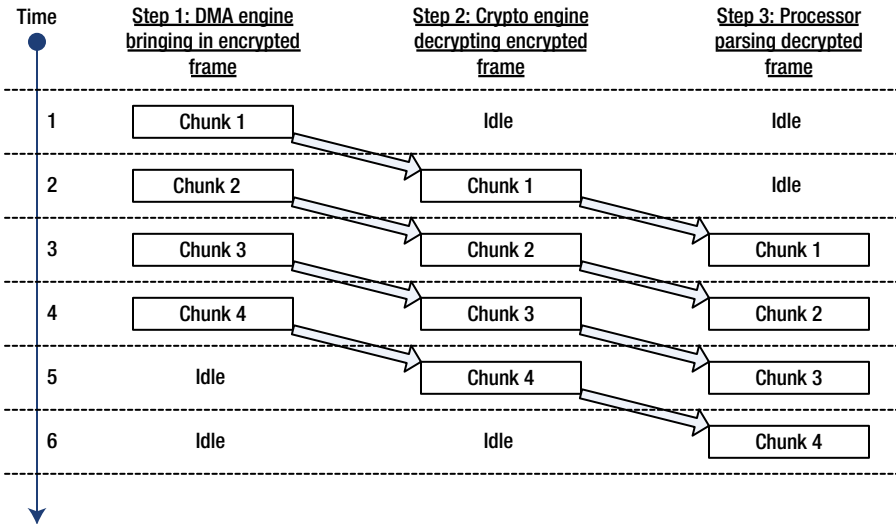 Time
Step 1: DMA engine
bringing in encrypted
frame
Step 2: Crypto engine
decrypting encrypted
frame
Step 3: Processor
parsing decrypted
frame
1
Chunk 1
Idle
Idle
2
Chunk 2
Chunk 1
Idle
3
Chunk 3
Chunk 2
Chunk 1
4
Chunk 4
Chunk 3
Chunk 2
5
Idle
Chunk 4
Chunk 3
6
Idle
Idle
Chunk 4